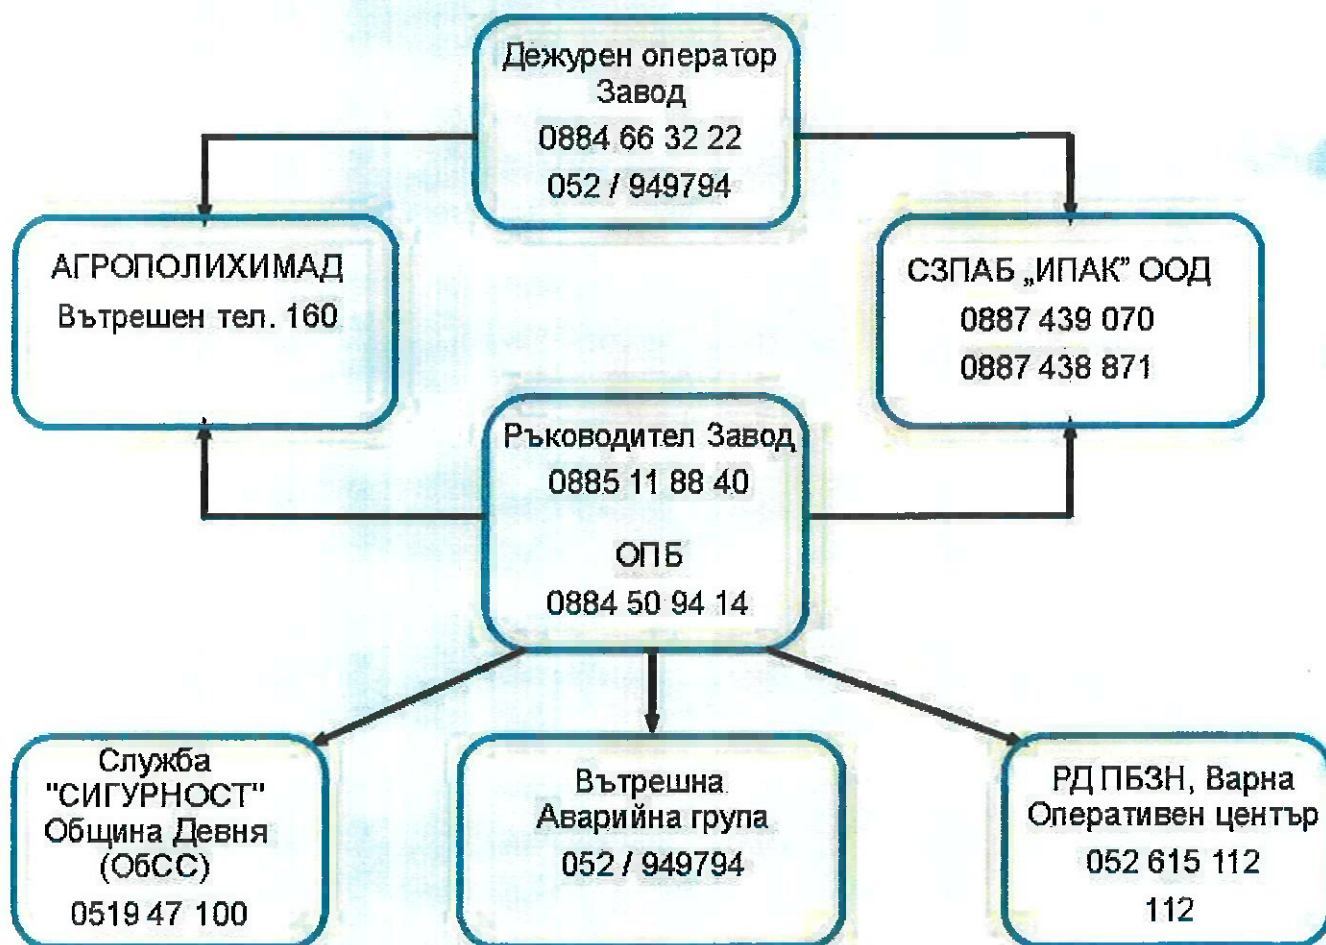 Дежурен оператор
Завод
0884 66 32 22
052 / 949794
АГРОПОЛИХИМАД
Вътрешен тел. 160
СЗПАБ „ИПАК” ООД
0887 439 070
0887 438 871
Ръководител Завод
0885 11 88 40
ОПБ
0884 50 94 14
Служба
"СИГУРНОСТ"
Община Девня
(ОбСС)
0519 47 100
Вътрешна
Аварийна група
052 / 949794
РД ПБЗН, Варна
Оперативен център
052 615 112
112